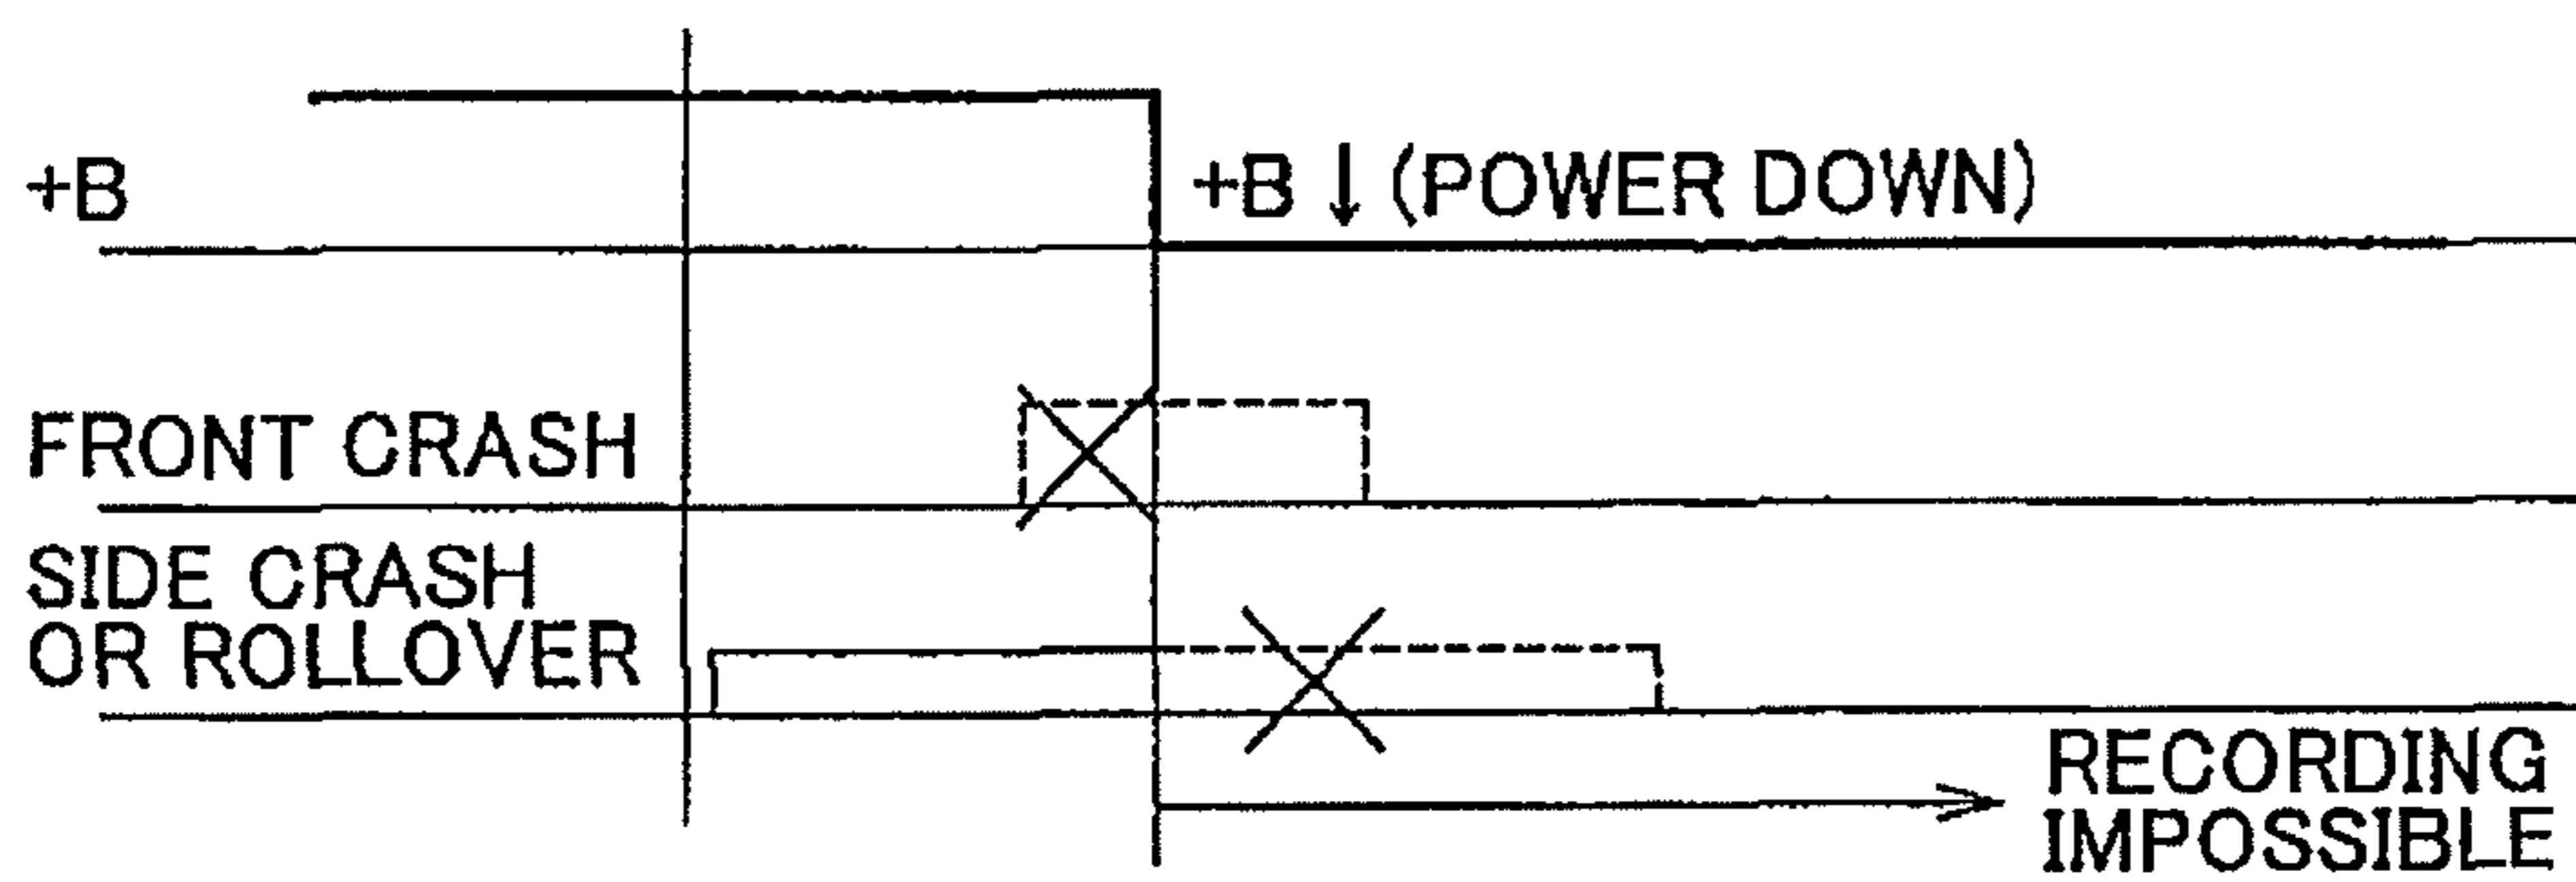 +B
+B ↓ (POWER DOWN)
FRONT CRASH
SIDE CRASH
OR ROLLOVER
RECORDING
IMPOSSIBLE